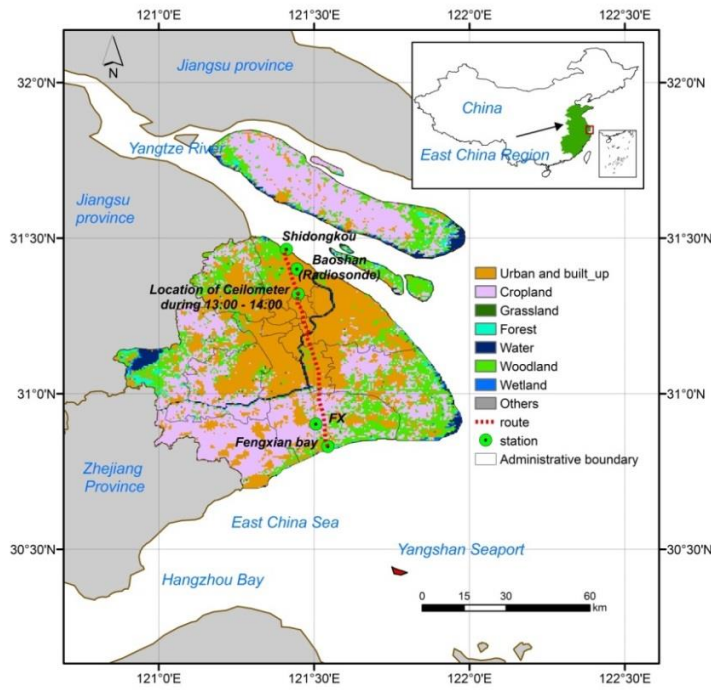 121°0'E 121°30'E 122°0'E 122°30'E
32°0'N
31°30'N
31°0'N
30°30'N
N
Jiangsu province
Yangtze River
Jiangsu
province
China
East China Region
Shidongkou
Baoshan
(Radiosonde)
Location of Ceilometer
during 13:00 - 14:00
FX
Fengxian bay
Zhejiang
Province
East China Sea
Yangshan Seaport
Hangzhou Bay
Urban and built_up
Cropland
Grassland
Forest
Water
Woodland
Wetland
Others
route
station
Administrative boundary
0 15 30 60
km
32°0'N
31°30'N
31°0'N
30°30'N
121°0'E 121°30'E 122°0'E 122°30'E